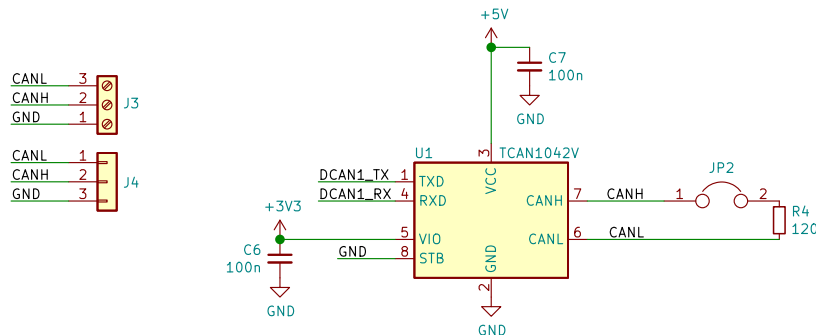 +5V
C7
100n
GND
CANL 3
CANH 2
GND 1
J3
CANL 1
CANH 2
GND 3
J4
U1 TCAN1042V
3
VCC
DCAN1_TX 1 TXD
DCAN1_RX 4 RXD
CANH 7 CANH
JP2
1 2
R4
120
+3V3
5 VIO
CANL 6 CANL
C6
100n
GND 8 STB
GND
2
GND
GND